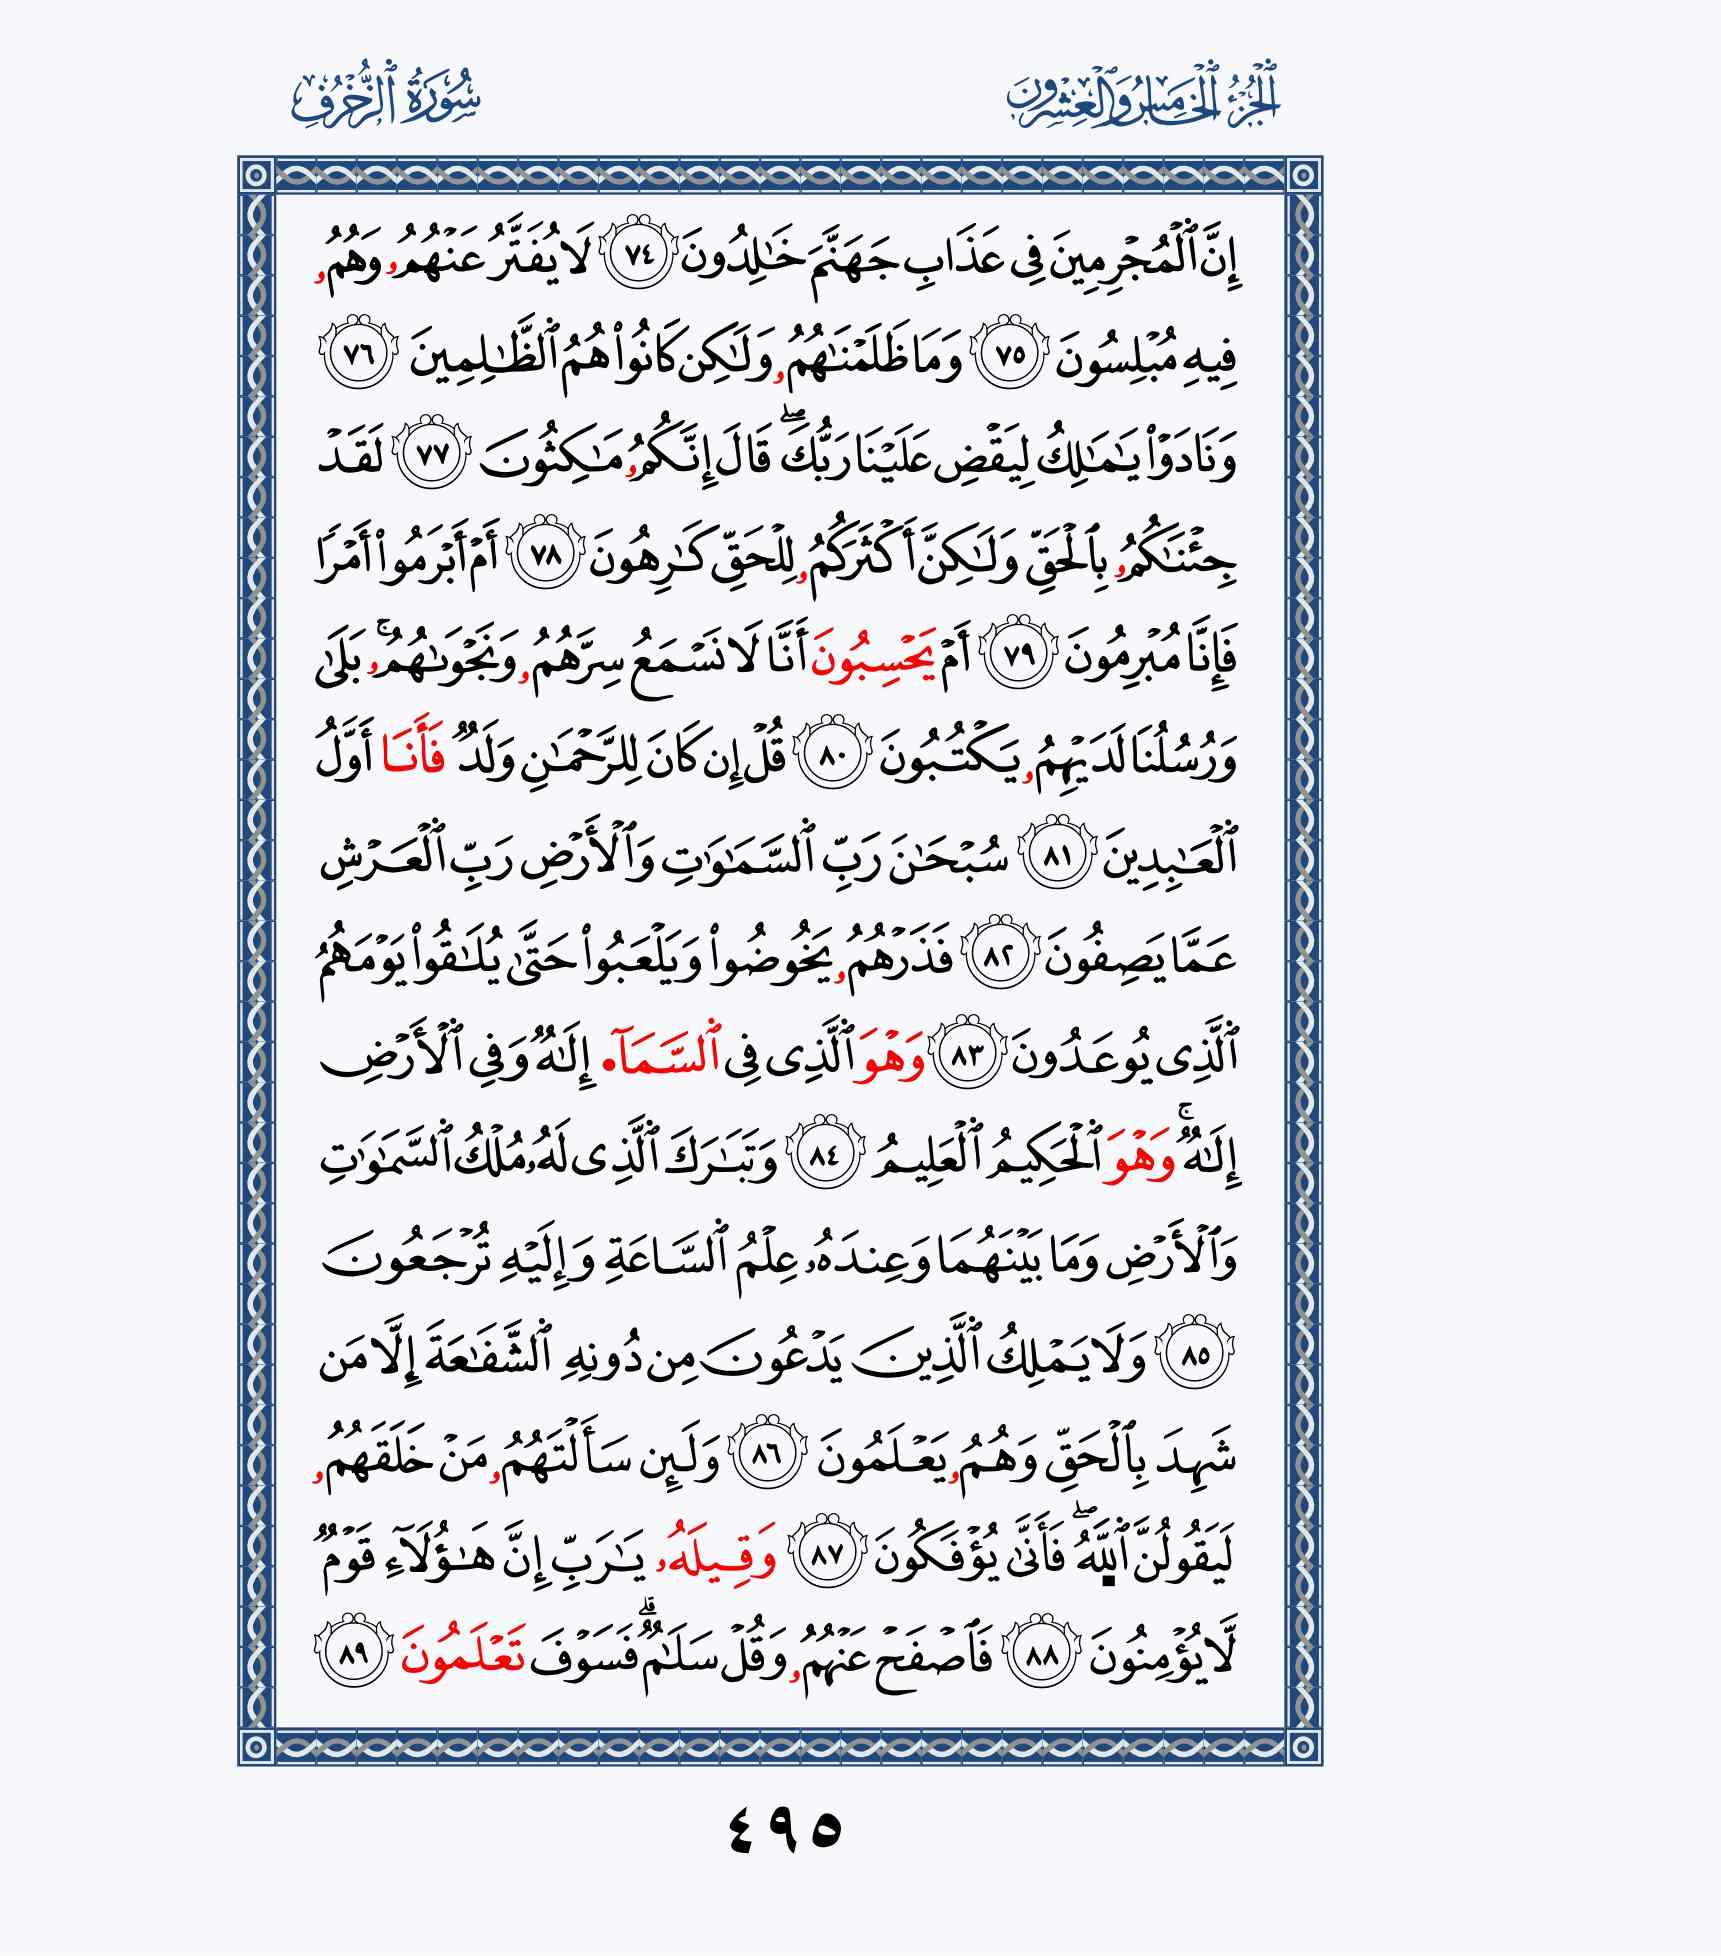 ٱلْجُزْءُ ٱلْخَامِسُ وَٱلْعِشْرُونَ
سُورَةُ ٱلزُّخْرُفِ
إِنَّ ٱلْمُجْرِمِينَ فِى عَذَابِ جَهَنَّمَ خَٰلِدُونَ ٧٤ لَا يُفَتَّرُ عَنْهُمُۥ وَهُمُۥ
فِيهِ مُبْلِسُونَ ٧٥ وَمَا ظَلَمْنَٰهُمُۥ وَلَٰكِن كَانُوا۟ هُمُ ٱلظَّٰلِمِينَ ٧٦
وَنَادَوْا۟ يَٰمَٰلِكُ لِيَقْضِ عَلَيْنَا رَبُّكَ ۖ قَالَ إِنَّكُمُۥ مَٰكِثُونَ ٧٧ لَقَدْ
جِئْنَٰكُمُۥ بِٱلْحَقِّ وَلَٰكِنَّ أَكْثَرَكُمُۥ لِلْحَقِّ كَٰرِهُونَ ٧٨ أَمْ أَبْرَمُوا۟ أَمْرًا
فَإِنَّا مُبْرِمُونَ ٧٩ أَمْ يَحْسِبُونَ أَنَّا لَا نَسْمَعُ سِرَّهُمُۥ وَنَجْوَىٰهُمُۥ ۚ بَلَىٰ
وَرُسُلُنَا لَدَيْهِمُۥ يَكْتُبُونَ ٨٠ قُلْ إِن كَانَ لِلرَّحْمَٰنِ وَلَدٌ فَأَنَا أَوَّلُ
ٱلْعَٰبِدِينَ ٨١ سُبْحَٰنَ رَبِّ ٱلسَّمَٰوَٰتِ وَٱلْأَرْضِ رَبِّ ٱلْعَرْشِ
عَمَّا يَصِفُونَ ٨٢ فَذَرْهُمُۥ يَخُوضُوا۟ وَيَلْعَبُوا۟ حَتَّىٰ يُلَٰقُوا۟ يَوْمَهُمُ
ٱلَّذِى يُوعَدُونَ ٨٣ وَهْوَ ٱلَّذِى فِى ٱلسَّمَآ• إِلَٰهٌ وَفِى ٱلْأَرْضِ
إِلَٰهٌ ۚ وَهْوَ ٱلْحَكِيمُ ٱلْعَلِيمُ ٨٤ وَتَبَٰرَكَ ٱلَّذِى لَهُۥ مُلْكُ ٱلسَّمَٰوَٰتِ
وَٱلْأَرْضِ وَمَا بَيْنَهُمَا وَعِندَهُۥ عِلْمُ ٱلسَّاعَةِ وَإِلَيْهِ تُرْجَعُونَ
٨٥ وَلَا يَمْلِكُ ٱلَّذِينَ يَدْعُونَ مِن دُونِهِ ٱلشَّفَٰعَةَ إِلَّا مَن
شَهِدَ بِٱلْحَقِّ وَهُمُۥ يَعْلَمُونَ ٨٦ وَلَئِن سَأَلْتَهُمُۥ مَنْ خَلَقَهُمُۥ
لَيَقُولُنَّ ٱللَّهُ ۖ فَأَنَّىٰ يُؤْفَكُونَ ٨٧ وَقِيلَهُۥ يَٰرَبِّ إِنَّ هَٰؤُلَآءِ قَوْمٌ
لَّا يُؤْمِنُونَ ٨٨ فَٱصْفَحْ عَنْهُمُۥ وَقُلْ سَلَٰمٌ ۗ فَسَوْفَ تَعْلَمُونَ ٨٩
٤٩٥